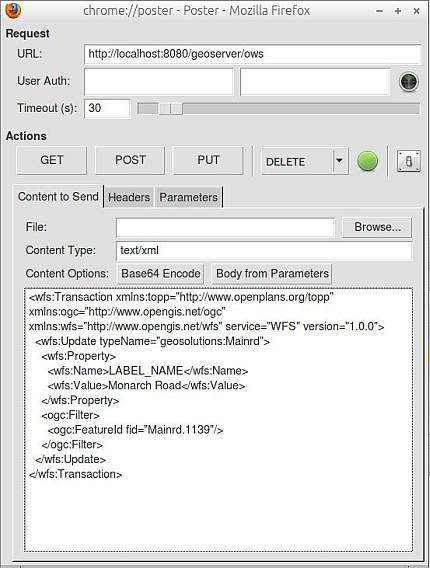 chrome://poster - Poster - Mozilla Firefox
Request
URL: http://localhost:8080/geoserver/ows
User Auth:
Timeout (s): 30
Actions
GET POST PUT DELETE
Content to Send Headers Parameters
File: Browse...
Content Type: text/xml
Content Options: Base64 Encode Body from Parameters
<wfs:Transaction xmlns:topp="http://www.openplans.org/topp"
xmlns:ogc="http://www.opengis.net/ogc"
xmlns:wfs="http://www.opengis.net/wfs" service="WFS" version="1.0.0">
  <wfs:Update typeName="geosolutions:Mainrd">
    <wfs:Property>
      <wfs:Name>LABEL_NAME</wfs:Name>
      <wfs:Value>Monarch Road</wfs:Value>
    </wfs:Property>
    <ogc:Filter>
      <ogc:FeatureId fid="Mainrd.1139"/>
    </ogc:Filter>
  </wfs:Update>
</wfs:Transaction>